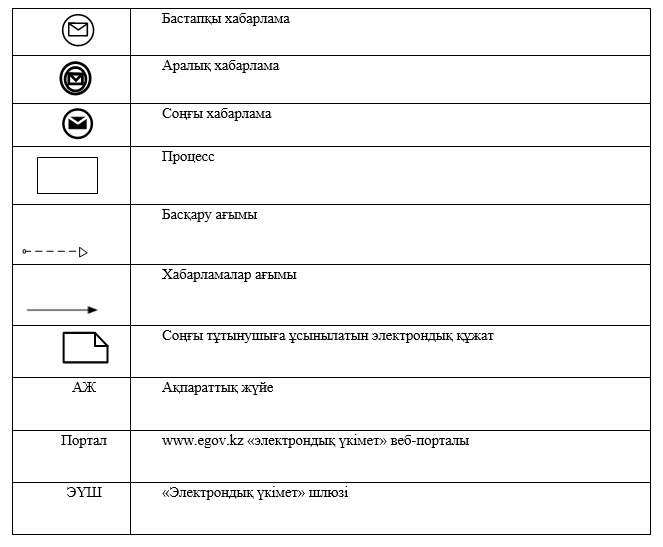 Бастапқы хабарлама
Аралық хабарлама
Соңғы хабарлама
Процесс
Басқару ағымы
Хабарламалар ағымы
Соңғы тұтынушыға ұсынылатын электрондық құжат
АЖ Ақпараттық жүйе
Портал www.egov.kz «электрондық үкімет» веб-порталы
ЭҮШ «Электрондық үкімет» шлюзі